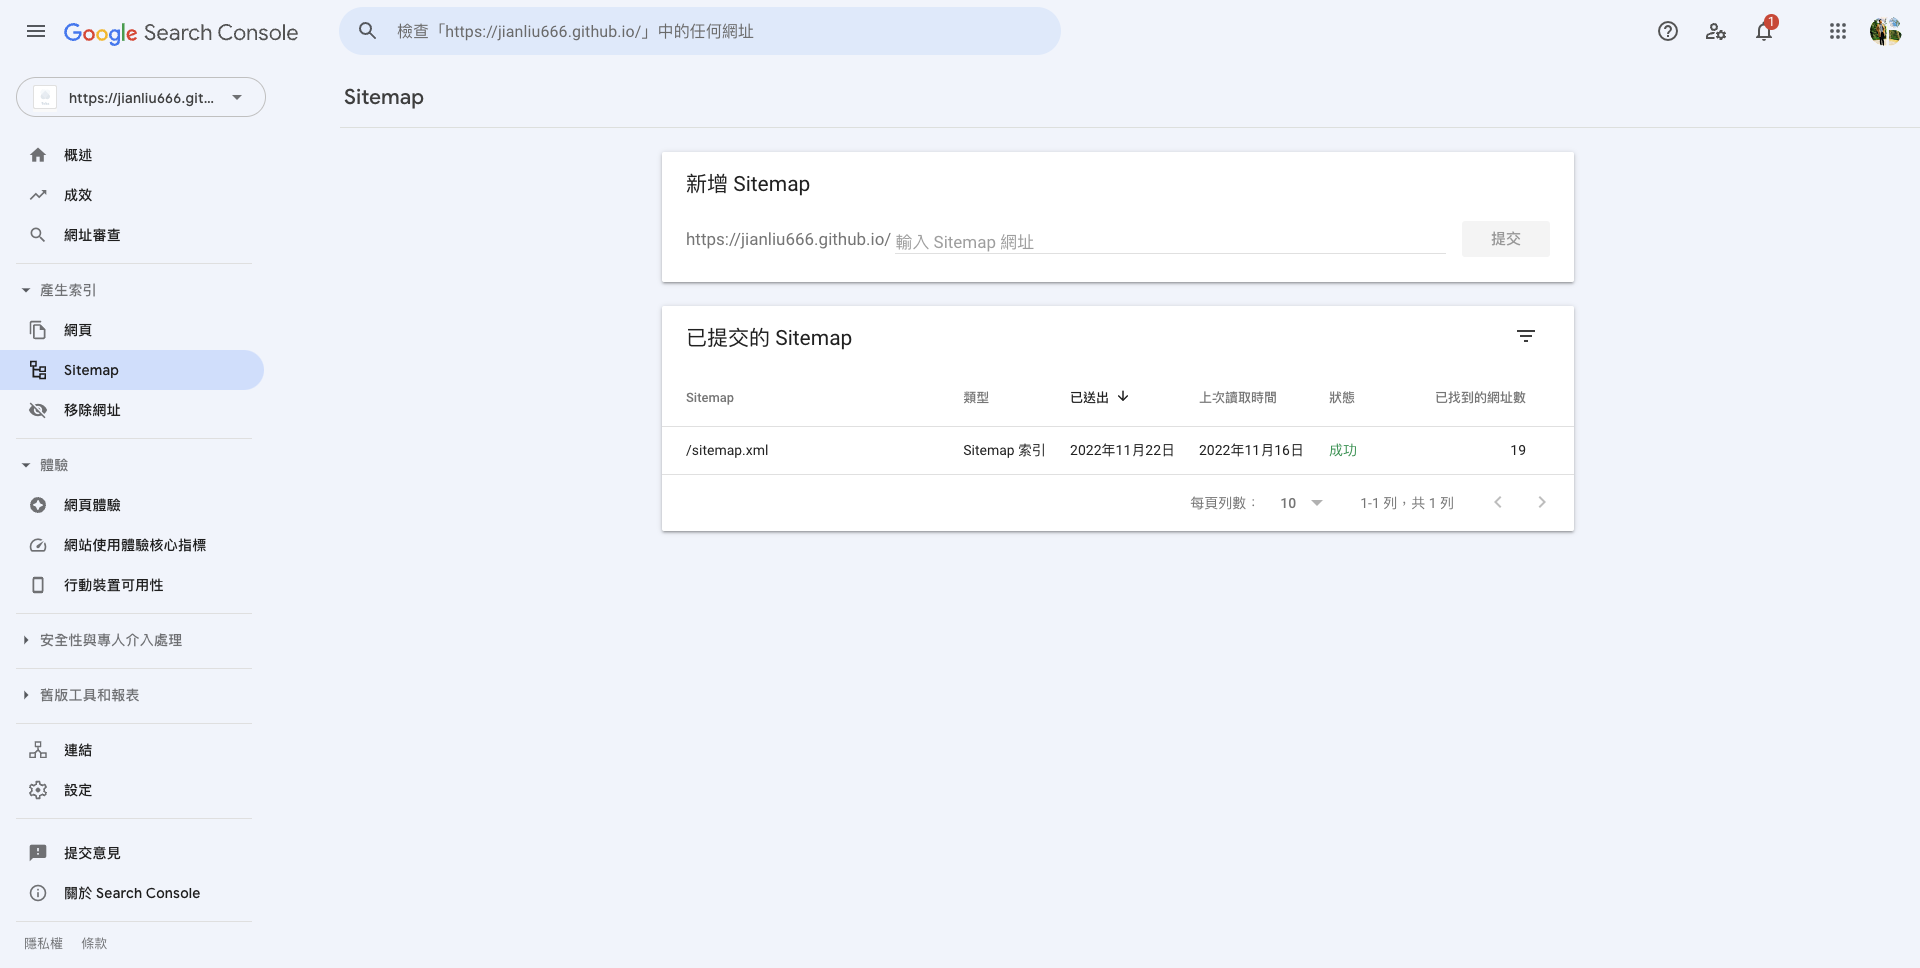 Google Search Console
檢查「https://jianliu666.github.io/」中的任何網址
1
https://jianliu666.git...
Sitemap
概述
成效
網址審查
產生索引
網頁
Sitemap
移除網址
體驗
網頁體驗
網站使用體驗核心指標
行動裝置可用性
安全性與專人介入處理
舊版工具和報表
連結
設定
提交意見
關於 Search Console
隱私權 條款
新增 Sitemap
https://jianliu666.github.io/ 輸入 Sitemap 網址 提交
已提交的 Sitemap
Sitemap 類型 已送出 上次讀取時間 狀態 已找到的網址數
/sitemap.xml Sitemap 索引 2022年11月22日 2022年11月16日 成功 19
每頁列數： 10 1-1 列，共 1 列